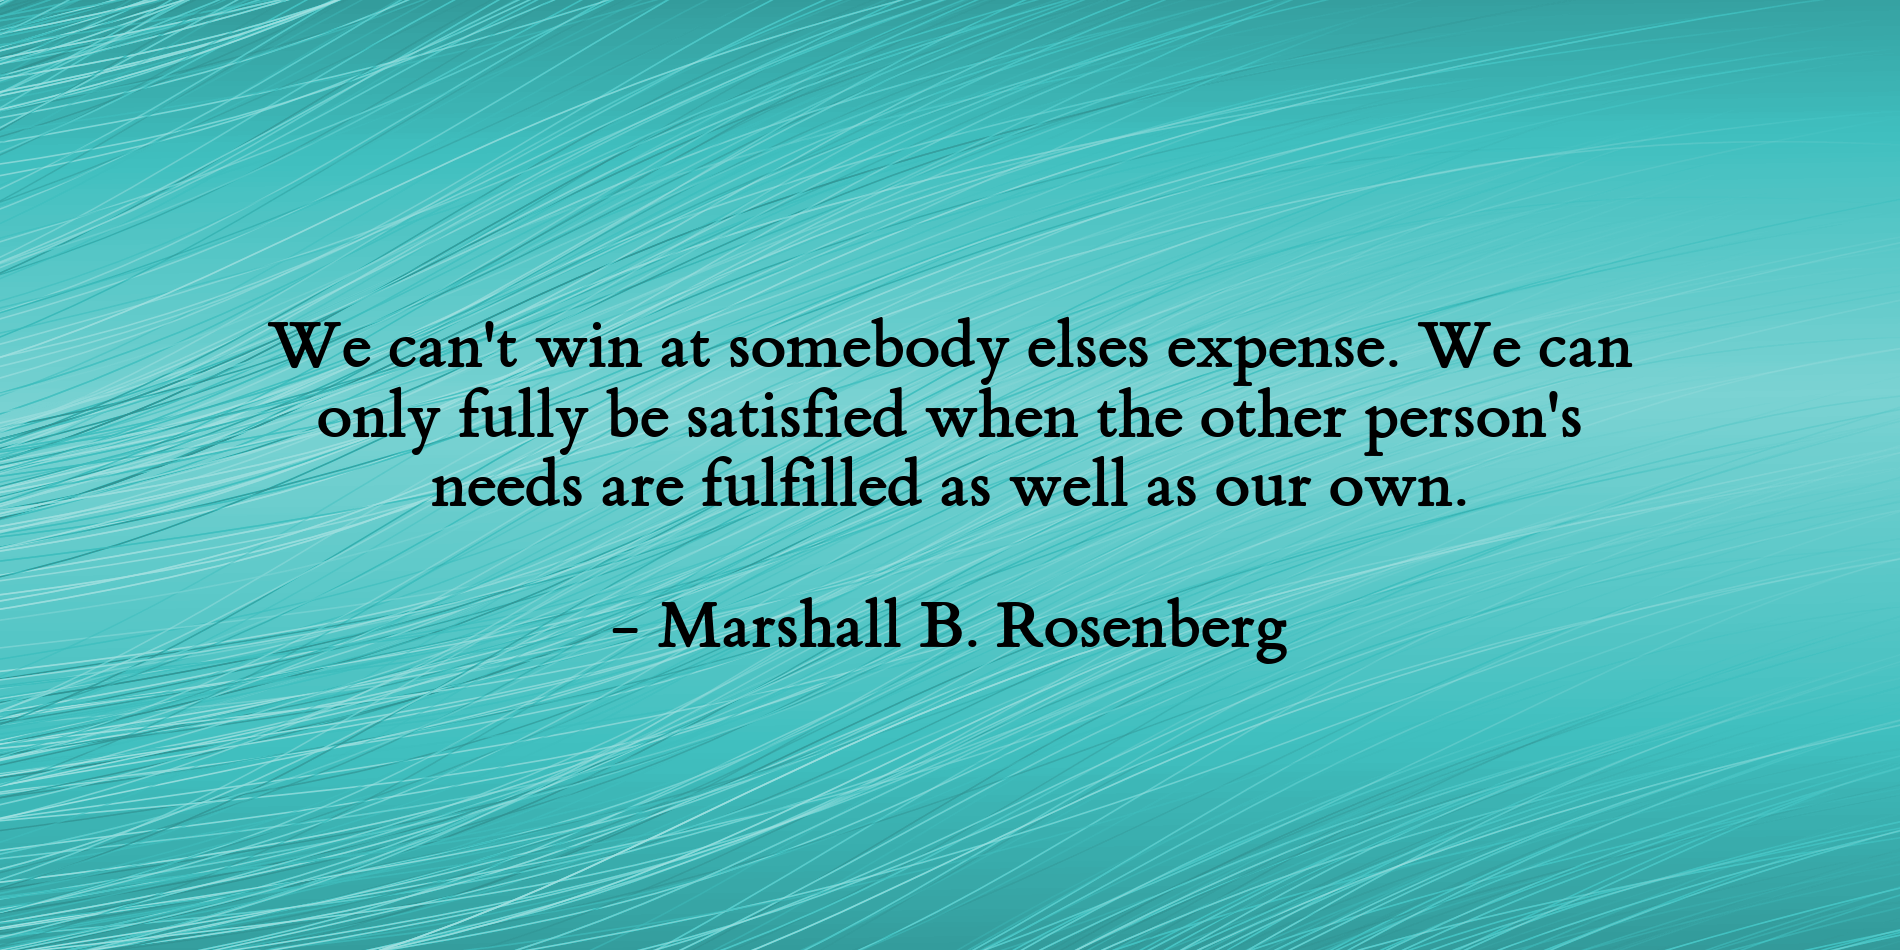 We can't win at somebody elses expense. We can
only fully be satisfied when the other person's
needs are fulfilled as well as our own.
– Marshall B. Rosenberg